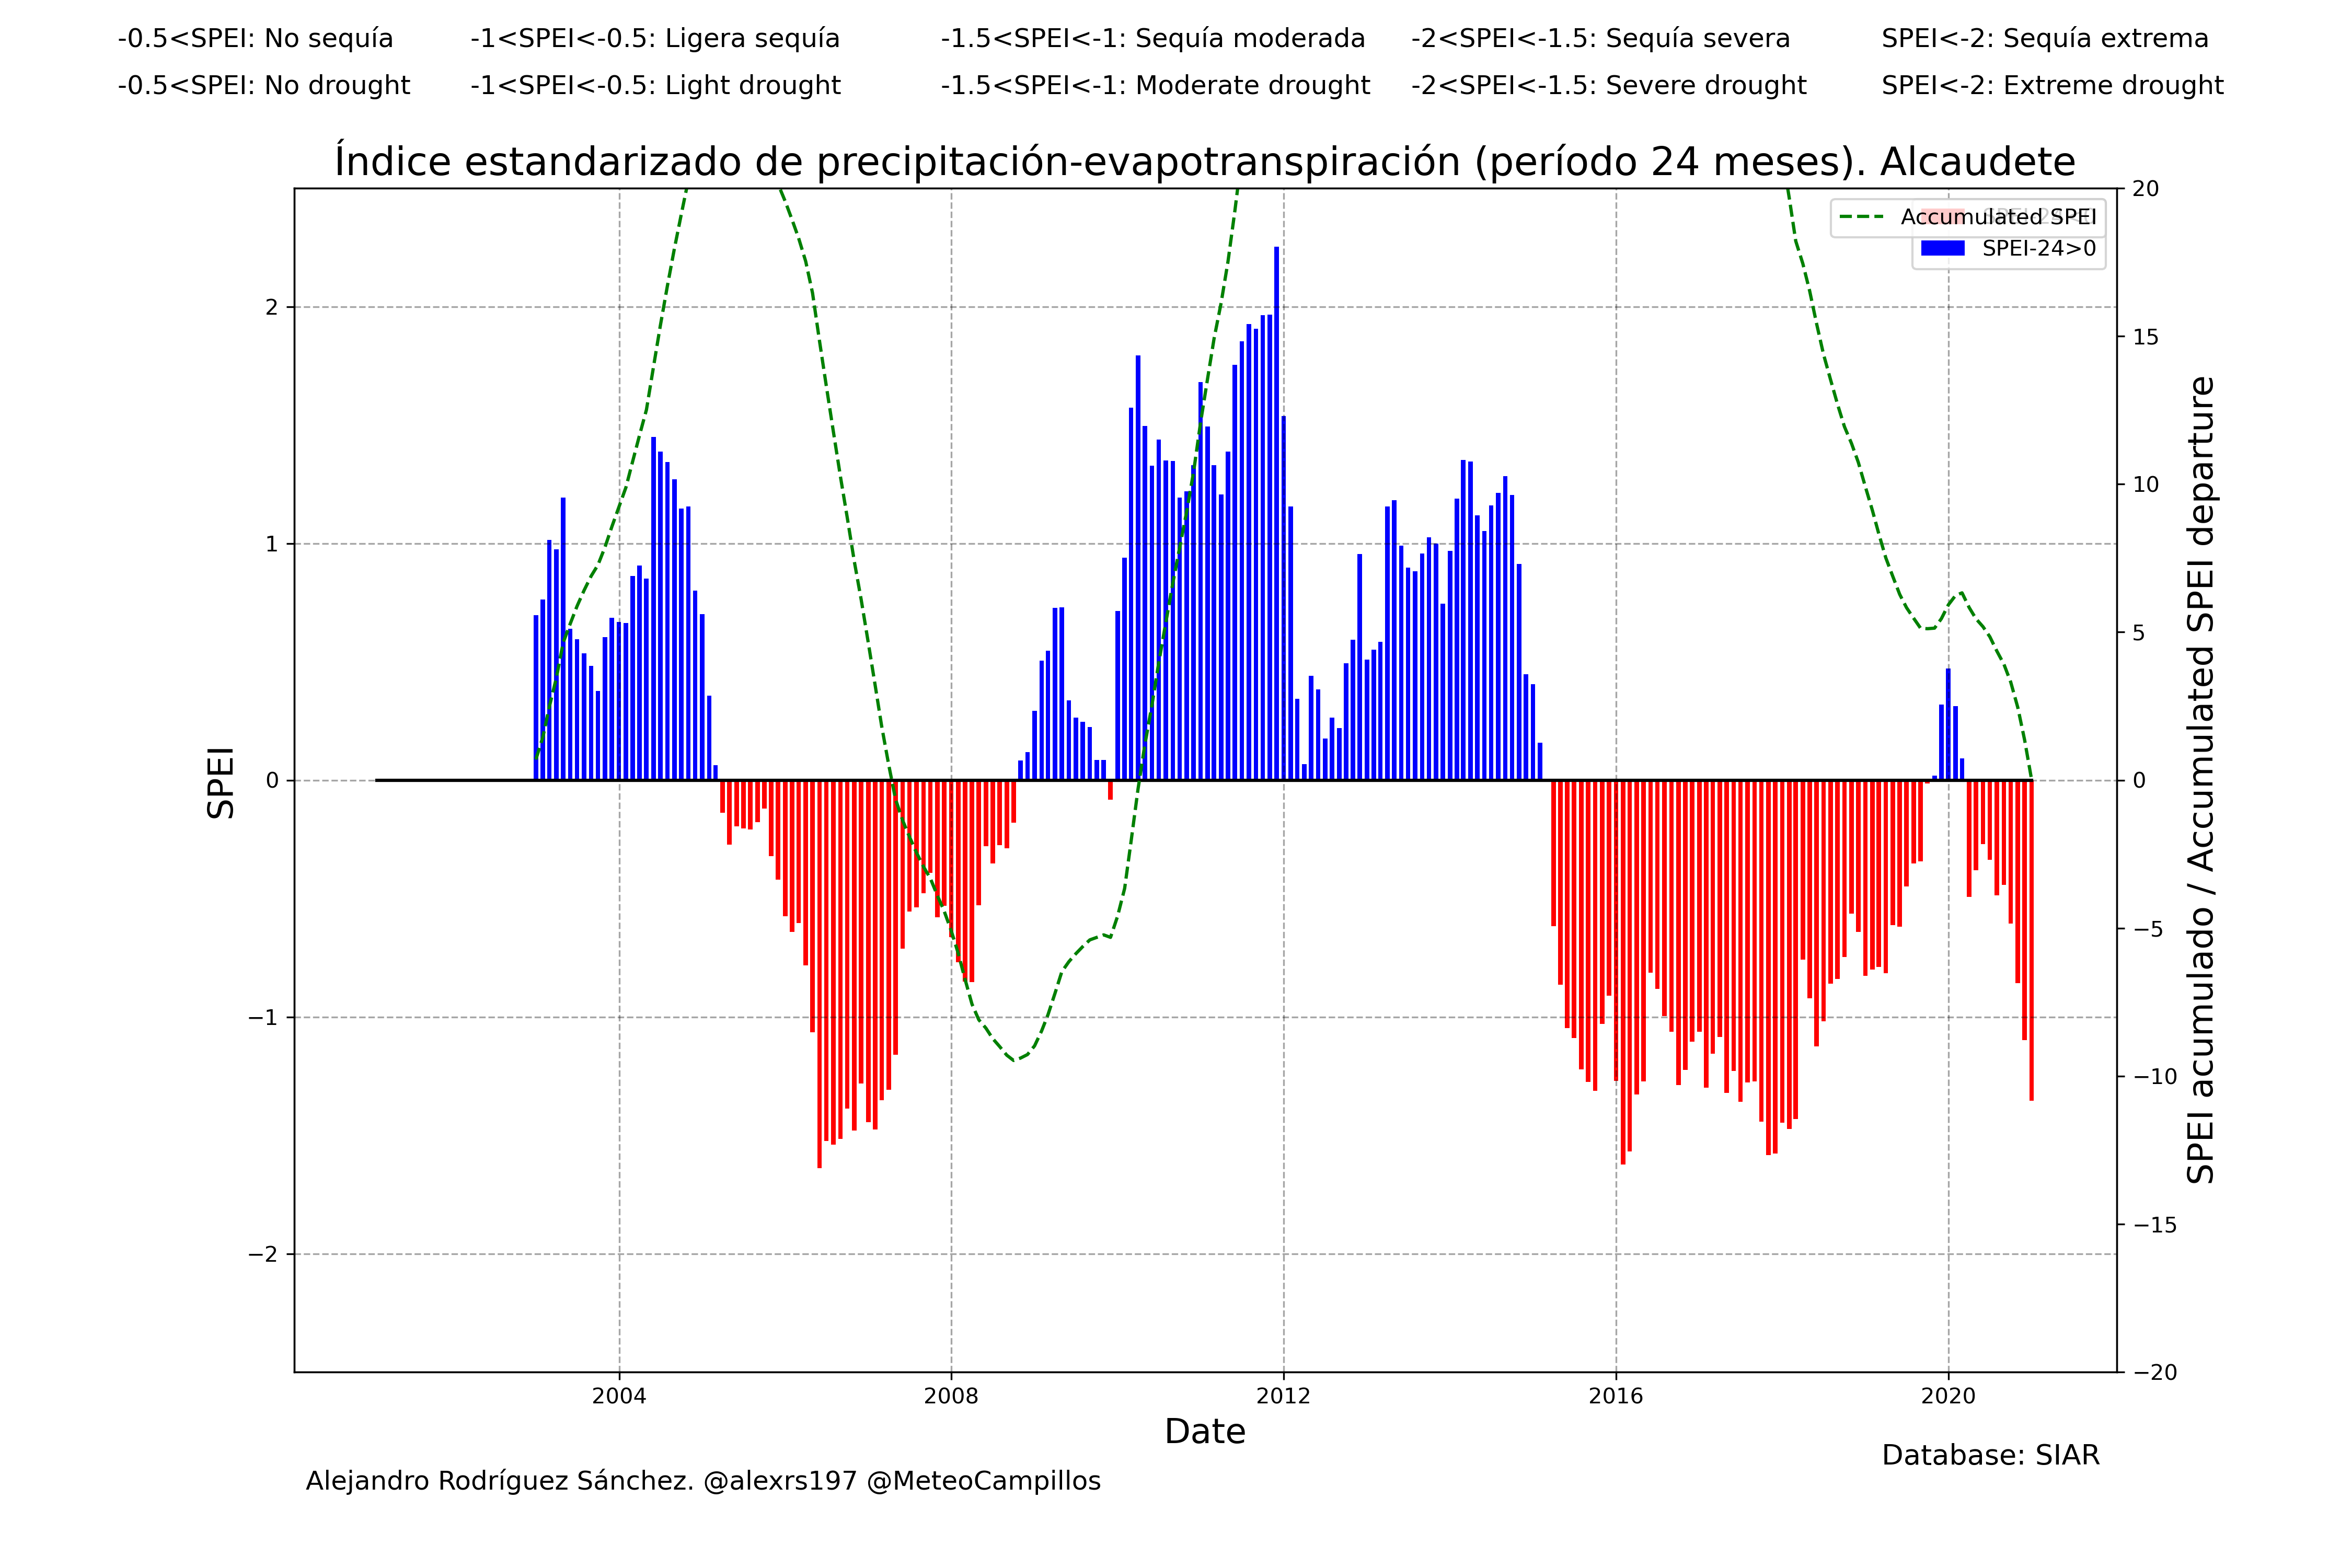 -0.5<SPEI: No sequía -1<SPEI<-0.5: Ligera sequía -1.5<SPEI<-1: Sequía moderada -2<SPEI<-1.5: Sequía severa SPEI<-2: Sequía extrema
-0.5<SPEI: No drought -1<SPEI<-0.5: Light drought -1.5<SPEI<-1: Moderate drought -2<SPEI<-1.5: Severe drought SPEI<-2: Extreme drought
Índice estandarizado de precipitación-evapotranspiración (período 24 meses). Alcaudete
Accumulated SPEI
SPEI-24>0
SPEI
2
1
0
−1
−2
20
15
10
5
0
−5
−10
−15
−20
SPEI acumulado / Accumulated SPEI departure
2004 2008 2012 2016 2020
Date
Database: SIAR
Alejandro Rodríguez Sánchez. @alexrs197 @MeteoCampillos